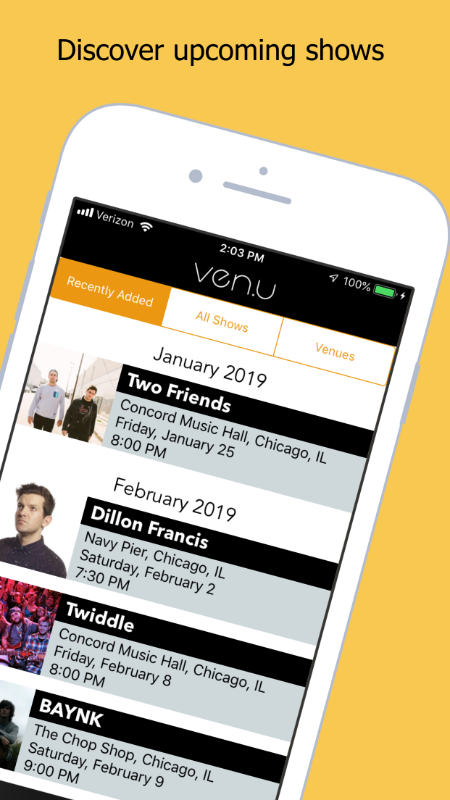 Discover upcoming shows
Verizon
2:03 PM
100%
ven.u
Recently Added
All Shows
Venues
January 2019
Two Friends
Concord Music Hall, Chicago, IL
Friday, January 25
8:00 PM
February 2019
Dillon Francis
Navy Pier, Chicago, IL
Saturday, February 2
7:30 PM
Twiddle
Concord Music Hall, Chicago, IL
Friday, February 8
8:00 PM
BAYNK
The Chop Shop, Chicago, IL
Saturday, February 9
9:00 PM